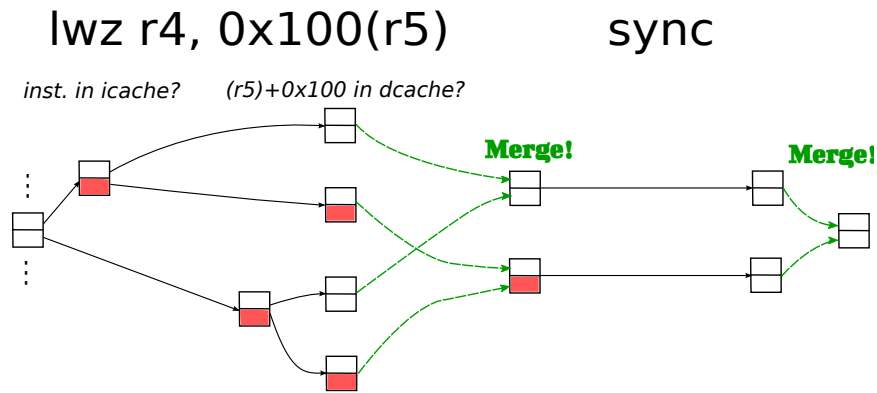 lwz r4, 0x100(r5) sync
inst. in icache? (r5)+0x100 in dcache?
Merge!
Merge!